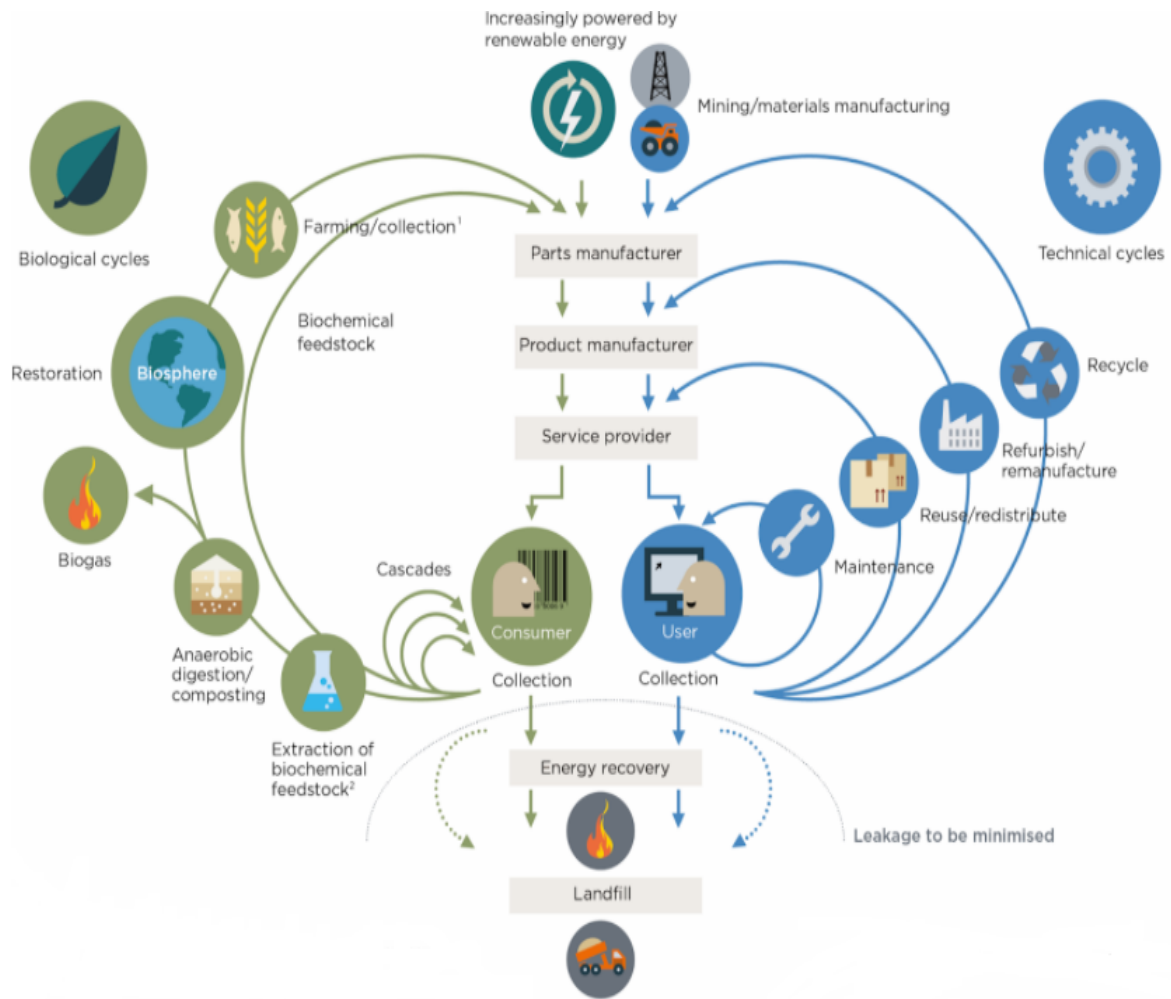 Increasingly powered by
renewable energy
Mining/materials manufacturing
Biological cycles
Farming/collection¹
Technical cycles
Parts manufacturer
Biochemical
feedstock
Product manufacturer
Restoration
Biosphere
Recycle
Service provider
Refurbish/
remanufacture
Reuse/redistribute
Biogas
Cascades
Maintenance
Consumer
User
Anaerobic
digestion/
composting
Collection
Collection
Extraction of
biochemical
feedstock²
Energy recovery
Leakage to be minimised
Landfill